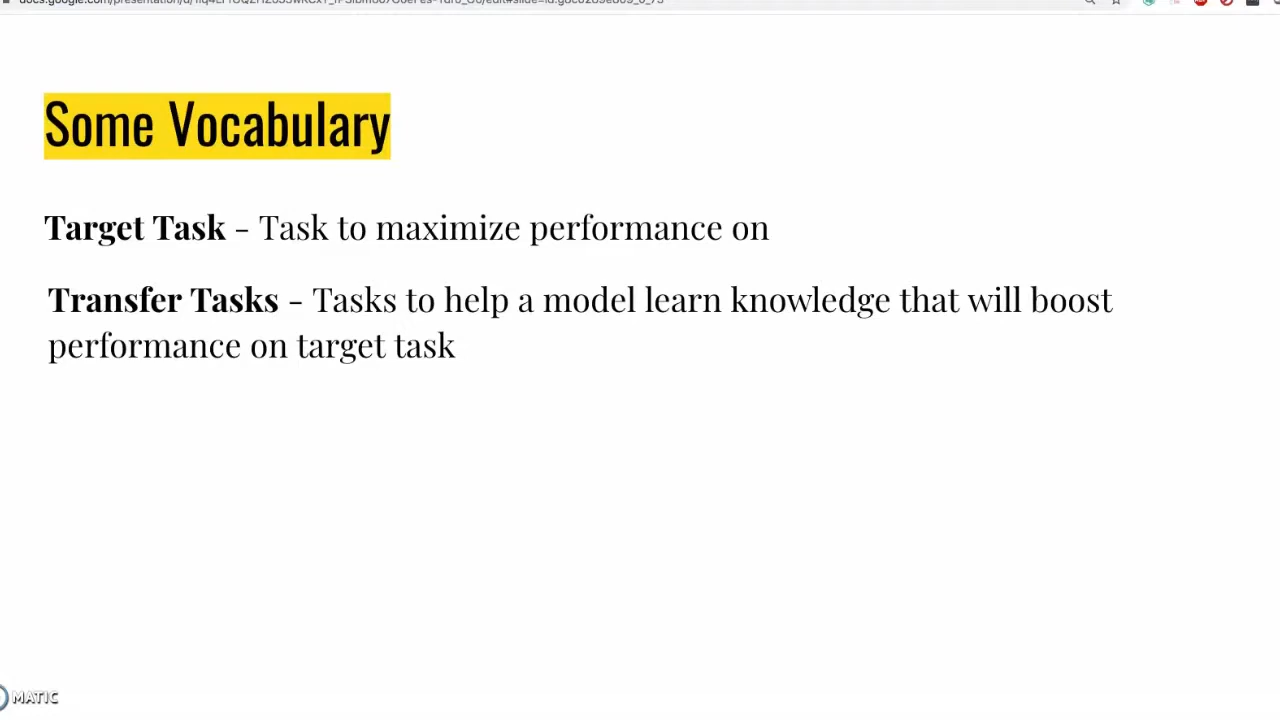 Some Vocabulary
Target Task - Task to maximize performance on
Transfer Tasks - Tasks to help a model learn knowledge that will boost
performance on target task
MATIC